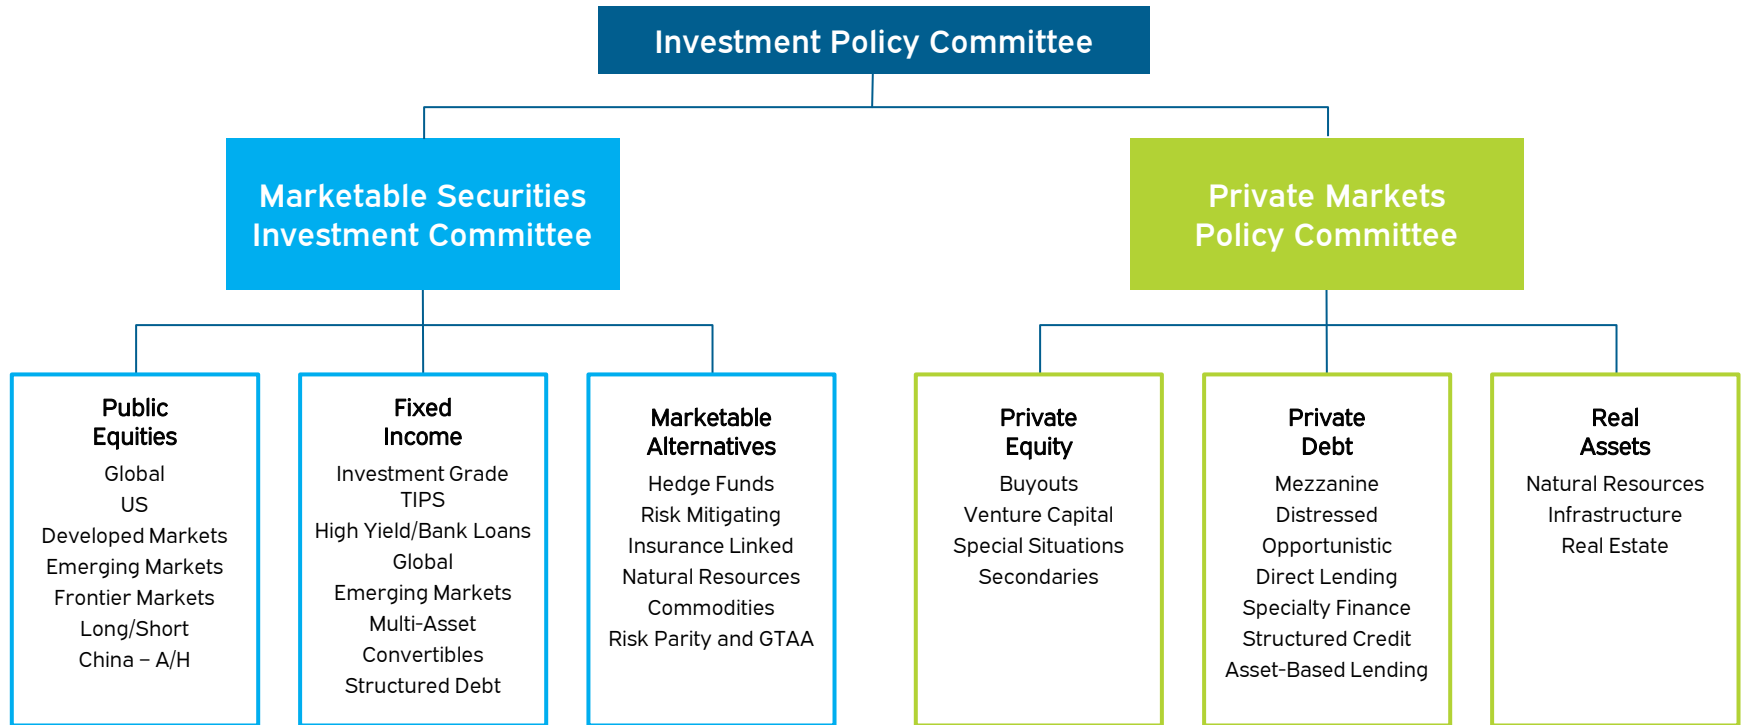 Investment Policy Committee
Marketable Securities
Investment Committee
Private Markets
Policy Committee
Public
Equities
Global
US
Developed Markets
Emerging Markets
Frontier Markets
Long/Short
China – A/H
Fixed
Income
Investment Grade
TIPS
High Yield/Bank Loans
Global
Emerging Markets
Multi-Asset
Convertibles
Structured Debt
Marketable
Alternatives
Hedge Funds
Risk Mitigating
Insurance Linked
Natural Resources
Commodities
Risk Parity and GTAA
Private
Equity
Buyouts
Venture Capital
Special Situations
Secondaries
Private
Debt
Mezzanine
Distressed
Opportunistic
Direct Lending
Specialty Finance
Structured Credit
Asset-Based Lending
Real
Assets
Natural Resources
Infrastructure
Real Estate